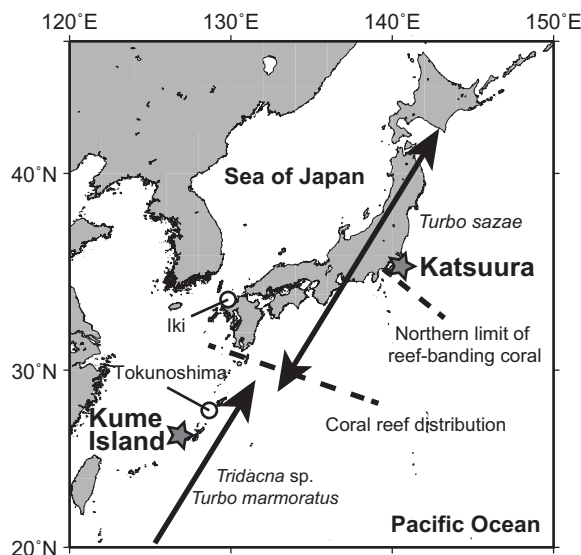 120˚E
130˚E
140˚E
150˚E
40˚N
Sea of Japan
Turbo sazae
Katsuura
Iki
Northern limit of
reef-banding coral
30˚N
Tokunoshima
Kume
Island
Coral reef distribution
Tridacna sp.
Turbo marmoratus
Pacific Ocean
20˚N